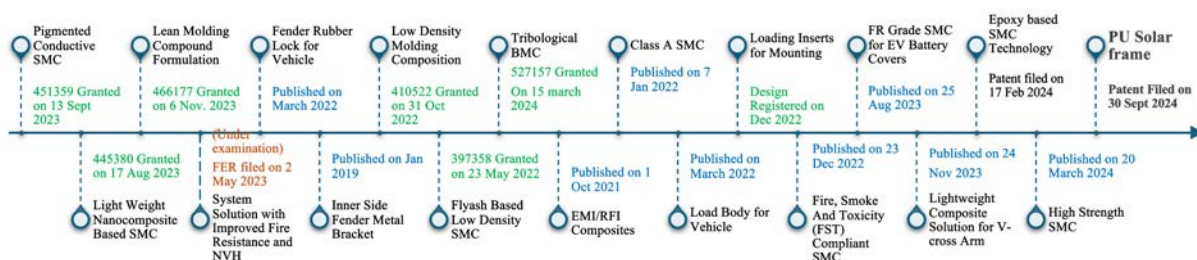 Pigmented
Conductive
SMC
451359 Granted
on 13 Sept
2023
Lean Molding
Compound
Formulation
466177 Granted
on 6 Nov. 2023
Fender Rubber
Lock for
Vehicle
Published on
March 2022
Low Density
Molding
Composition
410522 Granted
on 31 Oct
2022
Tribological
BMC
527157 Granted
On 15 march
2024
Class A SMC
Published on 7
Jan 2022
Loading Inserts
for Mounting
Design
Registered on
Dec 2022
FR Grade SMC
for EV Battery
Covers
Published on 25
Aug 2023
Epoxy based
SMC
Technology
Patent filed on
17 Feb 2024
PU Solar
frame
Patent Filed on
30 Sept 2024
445380 Granted
on 17 Aug 2023
Light Weight
Nanocomposite
Based SMC
(Under
examination)
FER filed on 2
May 2023
System
Solution with
Improved Fire
Resistance and
NVH
Published on Jan
2019
Inner Side
Fender Metal
Bracket
397358 Granted
on 23 May 2022
Flyash Based
Low Density
SMC
Published on 1
Oct 2021
EMI/RFI
Composites
Published on
March 2022
Load Body for
Vehicle
Published on 23
Dec 2022
Fire, Smoke
And Toxicity
(FST)
Compliant
SMC
Published on 24
Nov 2023
Lightweight
Composite
Solution for V-
cross Arm
Published on 20
March 2024
High Strength
SMC